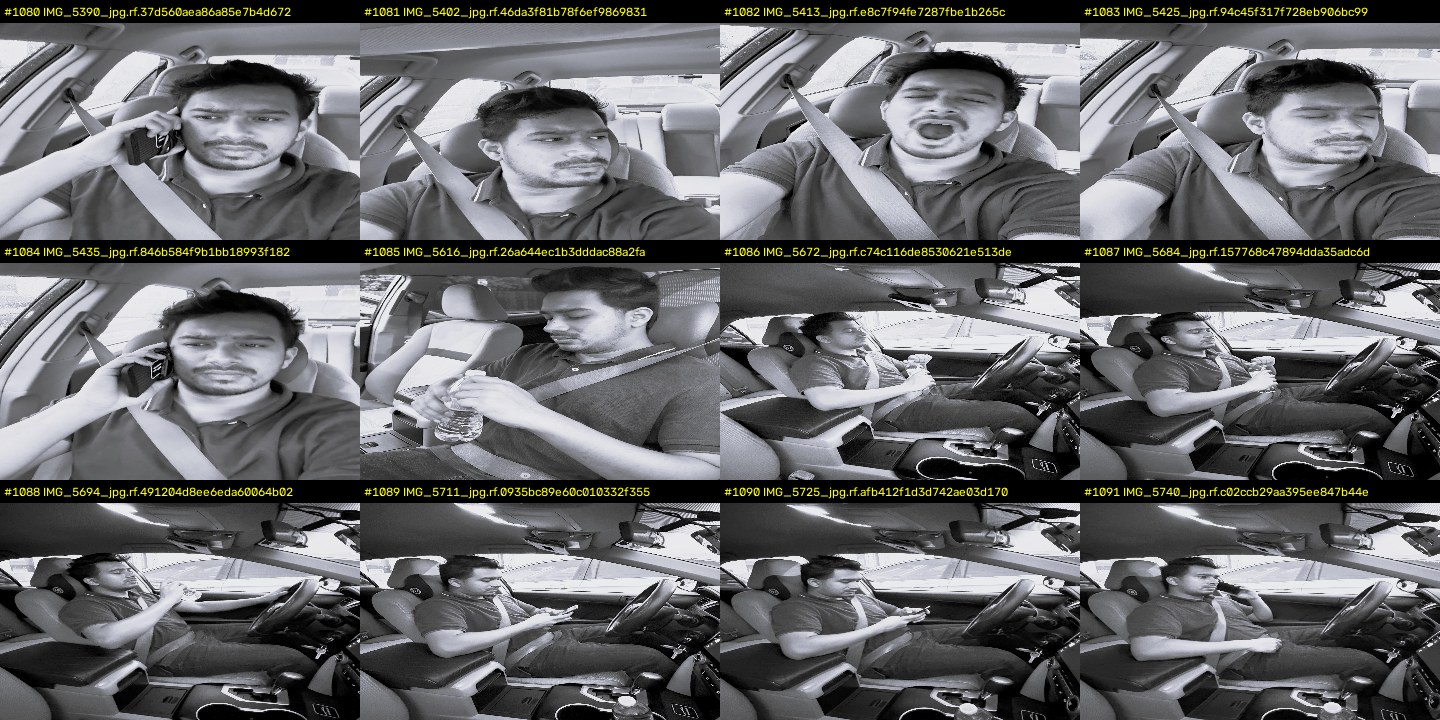 #1080 IMG_5390_jpg.rf.37d560aea86a85e7b4d672
#1081 IMG_5402_jpg.rf.46da3f81b78f6ef9869831
#1082 IMG_5413_jpg.rf.e8c7f94fe7287fbe1b265c
#1083 IMG_5425_jpg.rf.94c45f317f728eb906bc99
#1084 IMG_5435_jpg.rf.846b584f9b1bb18993f182
#1085 IMG_5616_jpg.rf.26a644ec1b3dddac88a2fa
#1086 IMG_5672_jpg.rf.c74c116de8530621e513de
#1087 IMG_5684_jpg.rf.157768c47894dda35adc6d
#1088 IMG_5694_jpg.rf.491204d8ee6eda60064b02
#1089 IMG_5711_jpg.rf.0935bc89e60c010332f355
#1090 IMG_5725_jpg.rf.afb412f1d3d742ae03d170
#1091 IMG_5740_jpg.rf.c02ccb29aa395ee847b44e